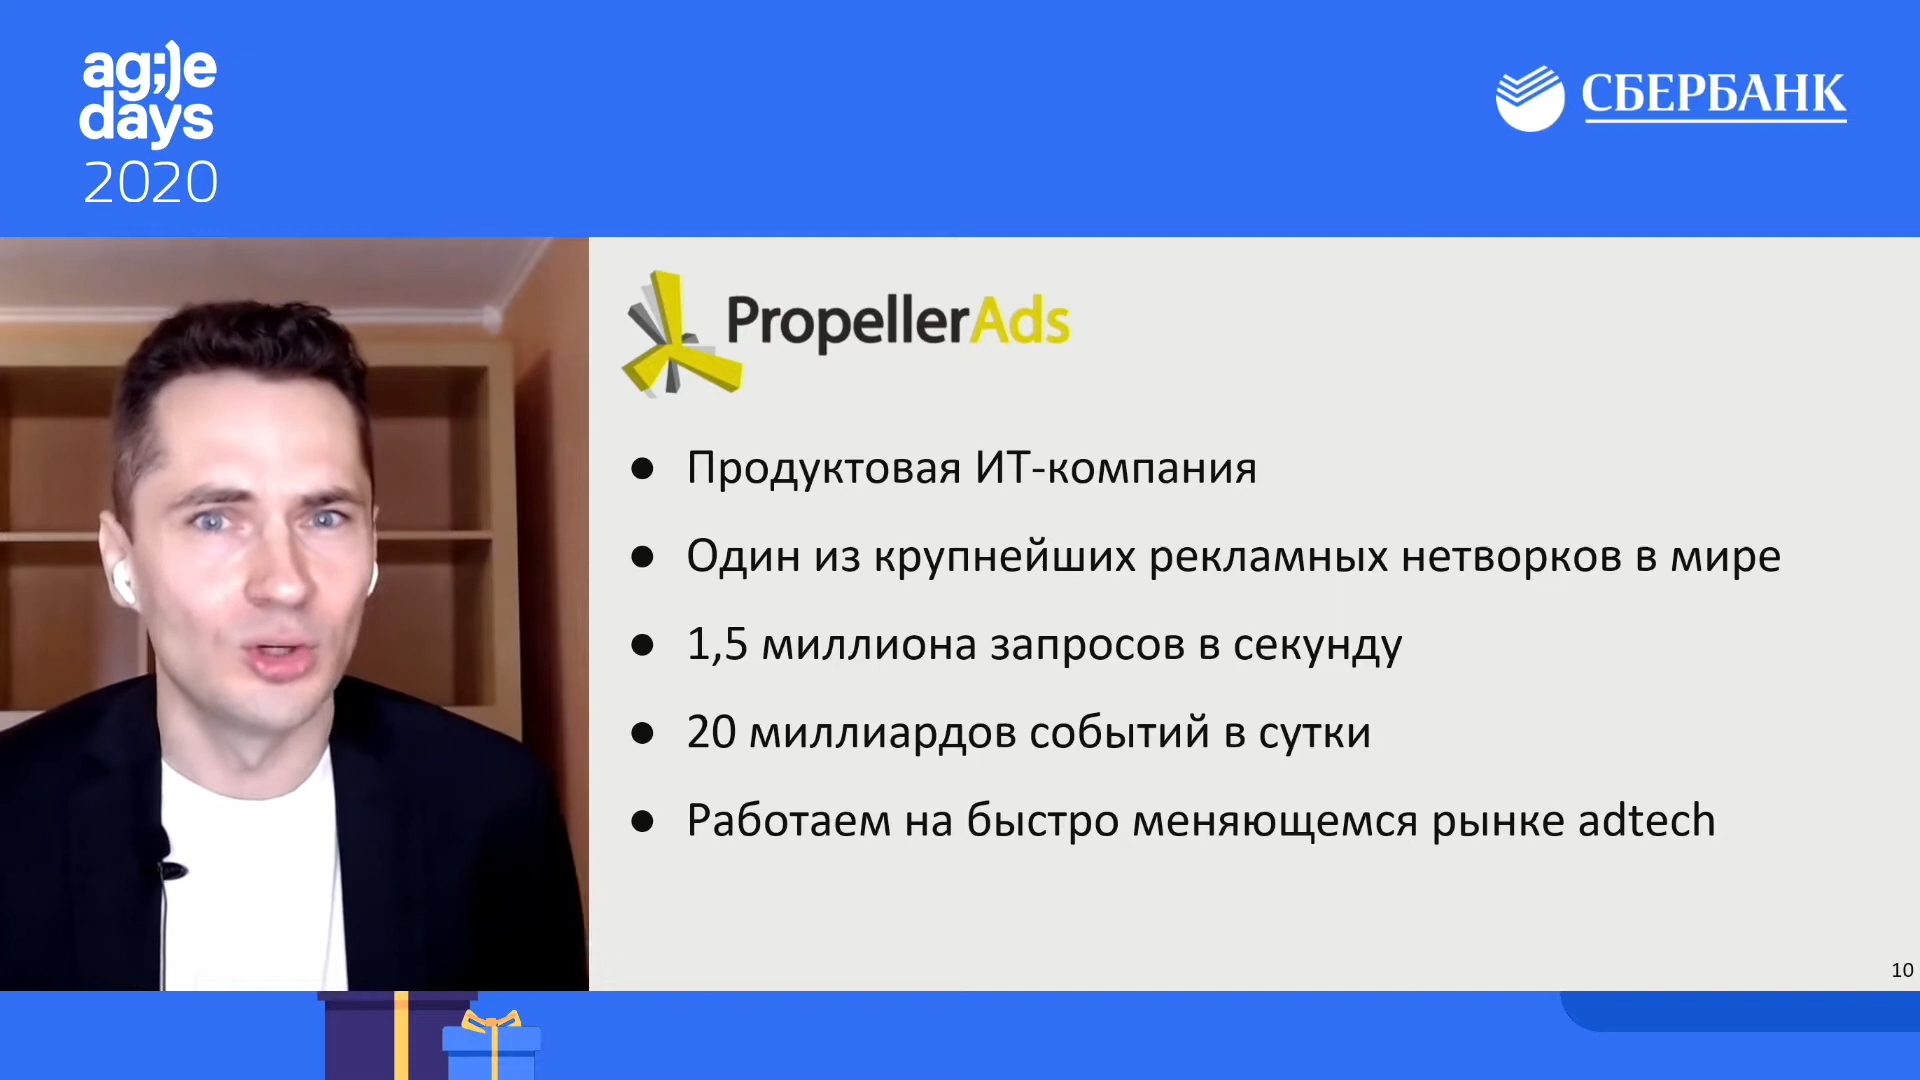 ag;le
days
2020
СБЕРБАНК
PropellerAds
● Продуктовая ИТ-компания
● Один из крупнейших рекламных нетворков в мире
● 1,5 миллиона запросов в секунду
● 20 миллиардов событий в сутки
● Работаем на быстро меняющемся рынке adtech
10